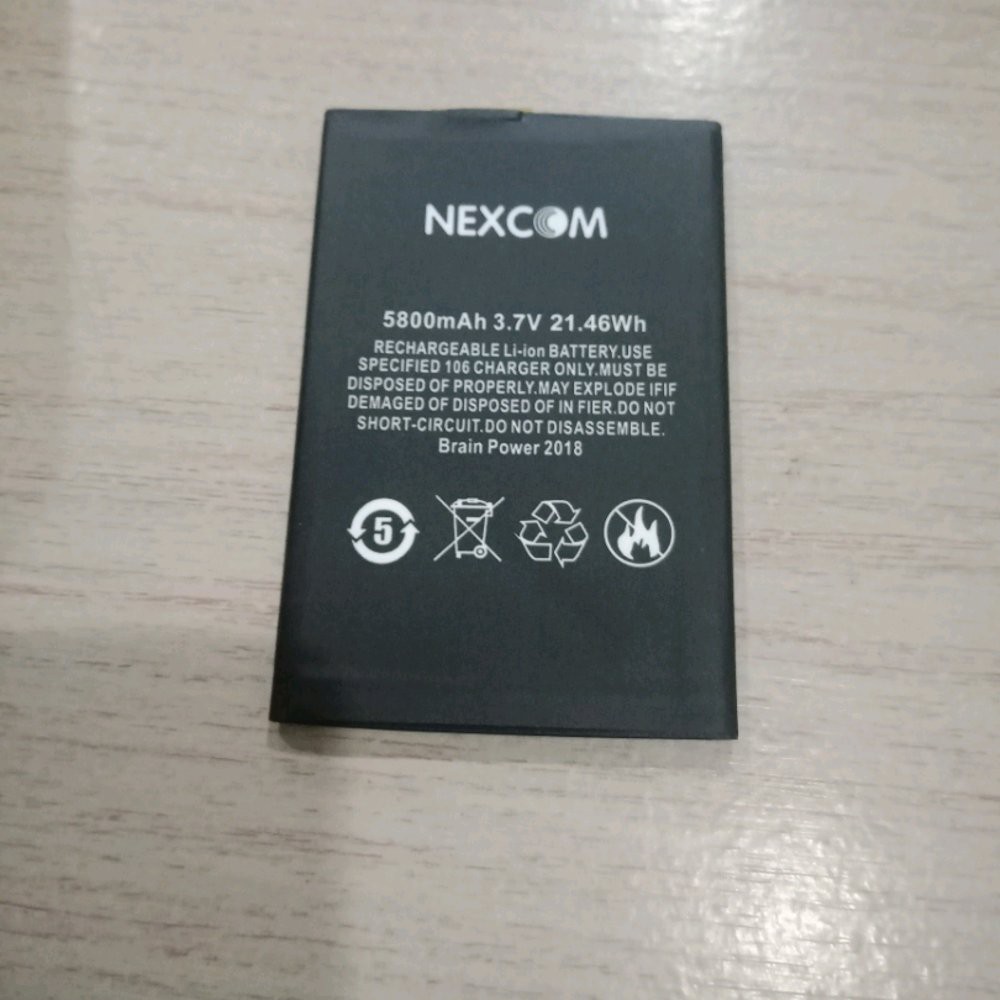 NEXCOM
5800mAh 3.7V 21.46Wh
RECHARGEABLE Li-ion BATTERY.USE
SPECIFIED 106 CHARGER ONLY.MUST BE
DISPOSED OF PROPERLY.MAY EXPLODE IFIF
DEMAGED OF DISPOSED OF IN FIER.DO NOT
SHORT-CIRCUIT.DO NOT DISASSEMBLE.
Brain Power 2018
5